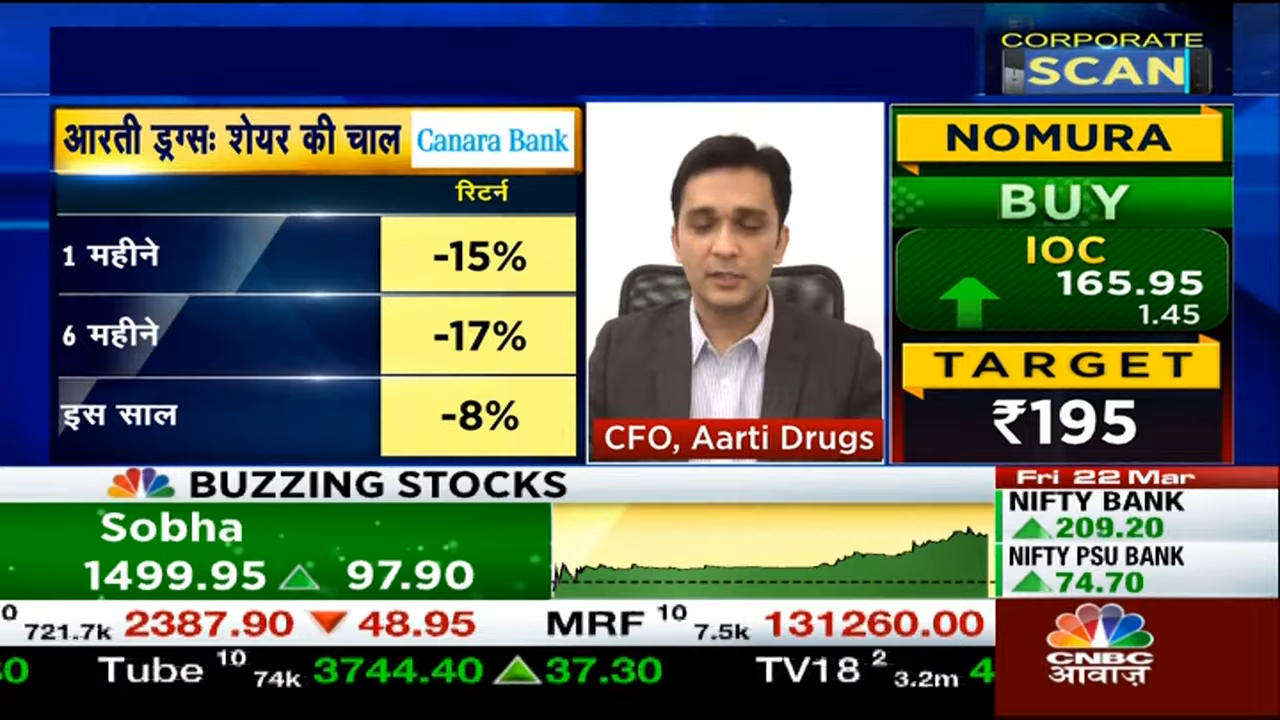 CORPORATE
SCAN
आरती ड्रग्सः शेयर की चाल
Canara Bank
रिटर्न
1 महीने -15%
6 महीने -17%
इस साल -8%
CFO, Aarti Drugs
NOMURA
BUY
IOC
165.95
1.45
TARGET
₹195
BUZZING STOCKS
Sobha
1499.95 97.90
Fri 22 Mar
NIFTY BANK
209.20
NIFTY PSU BANK
74.70
0 721.7k 2387.90 48.95 MRF 10 7.5k 131260.00
0 Tube 10 74k 3744.40 37.30 TV18 2 3.2m 4
CNBC
आवाज़